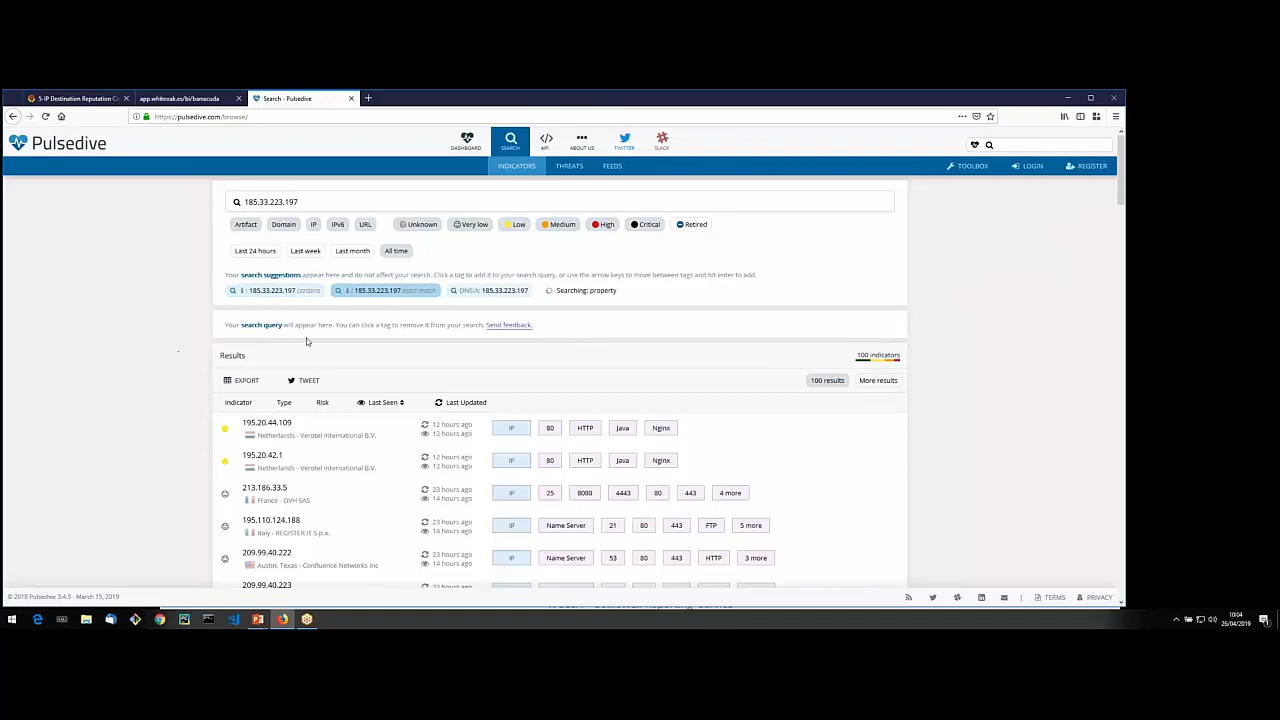 5-IP Destination Reputation C
app.whiteoak.es/bi/barracuda
Search - Pulsedive
https://pulsedive.com/browse/
Pulsedive
DASHBOARD
SEARCH
API
ABOUT US
TWITTER
SLACK
INDICATORS THREATS FEEDS
TOOLBOX LOGIN REGISTER
185.33.223.197
Artifact Domain IP IPv6 URL Unknown Very low Low Medium High Critical Retired
Last 24 hours Last week Last month All time
Your search suggestions appear here and do not affect your search. Click a tag to add it to your search query, or use the arrow keys to move between tags and hit enter to add.
i : 185.33.223.197 contains i : 185.33.223.197 exact match DNS:A: 185.33.223.197 Searching: property
Your search query will appear here. You can click a tag to remove it from your search. Send feedback.
Results 100 indicators
EXPORT TWEET 100 results More results
Indicator Type Risk Last Seen Last Updated
195.20.44.109
Netherlands - Verotel International B.V.
12 hours ago
12 hours ago
IP 80 HTTP Java Nginx
195.20.42.1
Netherlands - Verotel International B.V.
12 hours ago
12 hours ago
IP 80 HTTP Java Nginx
213.186.33.5
France - OVH SAS
23 hours ago
14 hours ago
IP 25 8080 4443 80 443 4 more
195.110.124.188
Italy - REGISTER.IT S.p.a.
23 hours ago
14 hours ago
IP Name Server 21 80 443 FTP 5 more
209.99.40.222
Austin, Texas - Confluence Networks Inc
23 hours ago
14 hours ago
IP Name Server 53 80 443 HTTP 3 more
209.99.40.223
© 2018 Pulsedive 3.4.5 - March 15, 2019
TERMS PRIVACY
10:04
26/04/2019